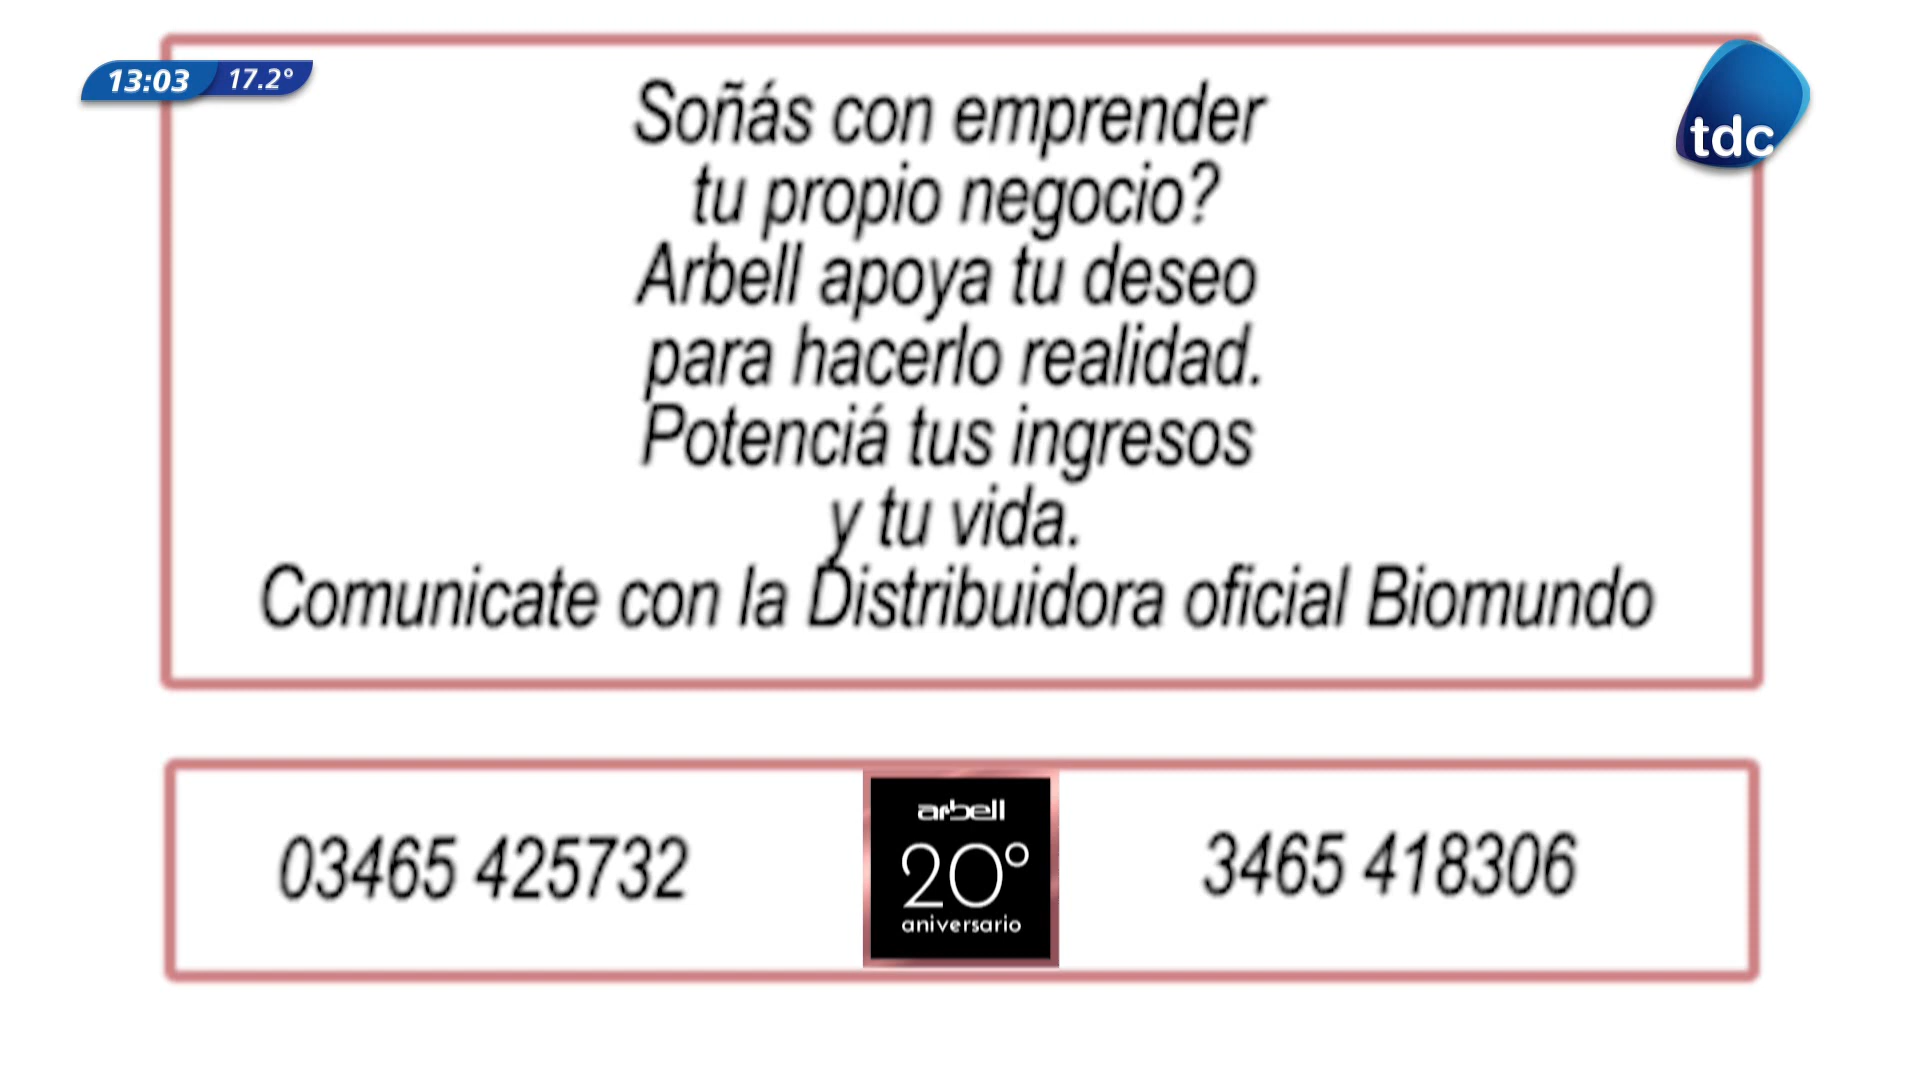 13:03 17.2°
tdc
Soñás con emprender
tu propio negocio?
Arbell apoya tu deseo
para hacerlo realidad.
Potenciá tus ingresos
y tu vida.
Comunicate con la Distribuidora oficial Biomundo
03465 425732
arbell
20°
aniversario
3465 418306